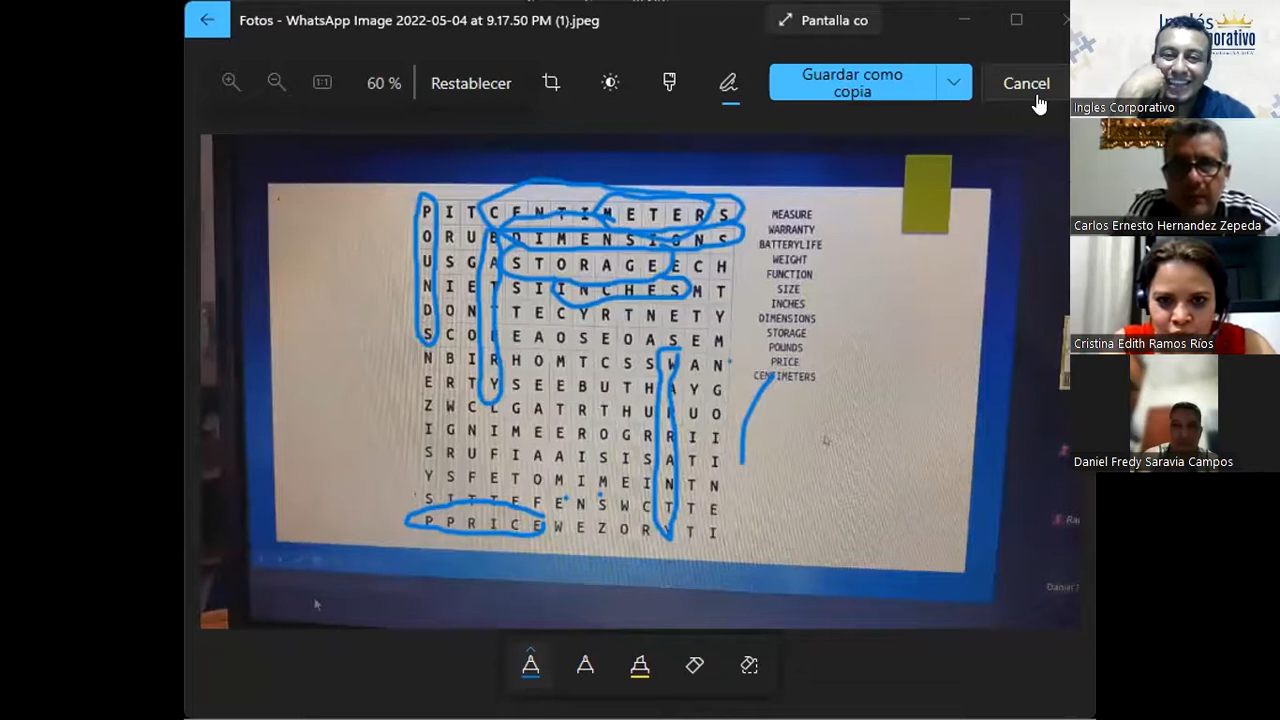 Fotos - WhatsApp Image 2022-05-04 at 9.17.50 PM (1).jpeg
Pantalla co
60 %
Restablecer
Guardar como copia
Cancel
P I T C E N T I M E T E R S
O R U B D I M E N S I O N S
U S G A S T O R A G E E C H
N I E T S I I N C H E S M T
D O N T T E C Y R T N E T Y
S C O E E A O S E O A S E M
N B I R H O M T C S S W A N
E R T Y S E E B U T H A Y G
Z W C L G A T R T H U R U O
I G N I M E E R O G R R I I
S R U F I A A I S I S A T I
Y S F E T O M I M E I N T N
S I T T E F E N S W C T T E
P P R I C E W E Z O R Y T I
MEASURE
WARRANTY
BATTERYLIFE
WEIGHT
FUNCTION
SIZE
INCHES
DIMENSIONS
STORAGE
POUNDS
PRICE
CENTIMETERS
Inglés
orporativo
Ingles Corporativo
Carlos Ernesto Hernandez Zepeda
Cristina Edith Ramos Ríos
Daniel Fredy Saravia Campos